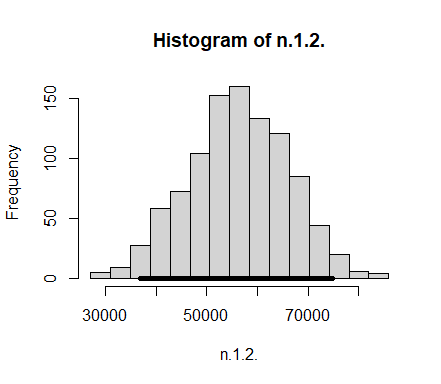 Histogram of n.1.2.
Frequency
150
100
50
0
30000 50000 70000
n.1.2.